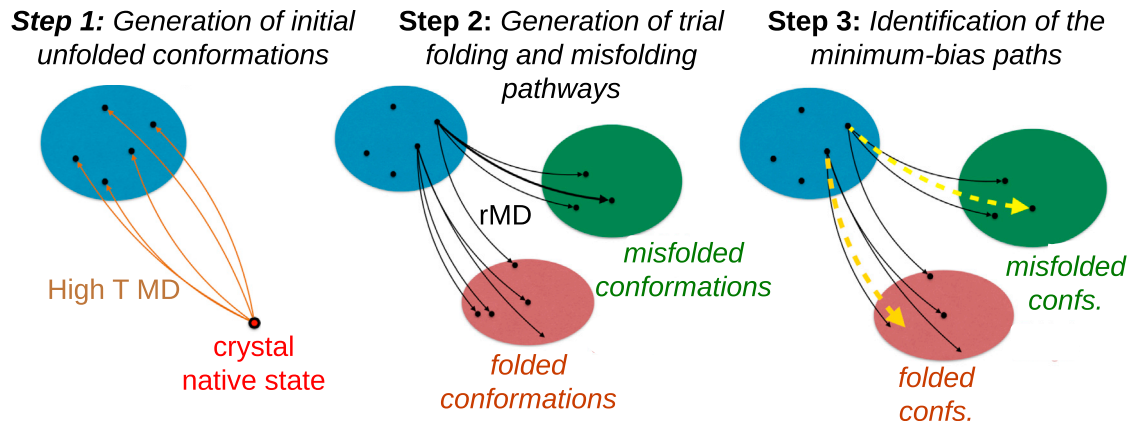 Step 1: Generation of initial
unfolded conformations
High T MD
crystal
native state
Step 2: Generation of trial
folding and misfolding
pathways
rMD
misfolded
conformations
folded
conformations
Step 3: Identification of the
minimum-bias paths
misfolded
confs.
folded
confs.